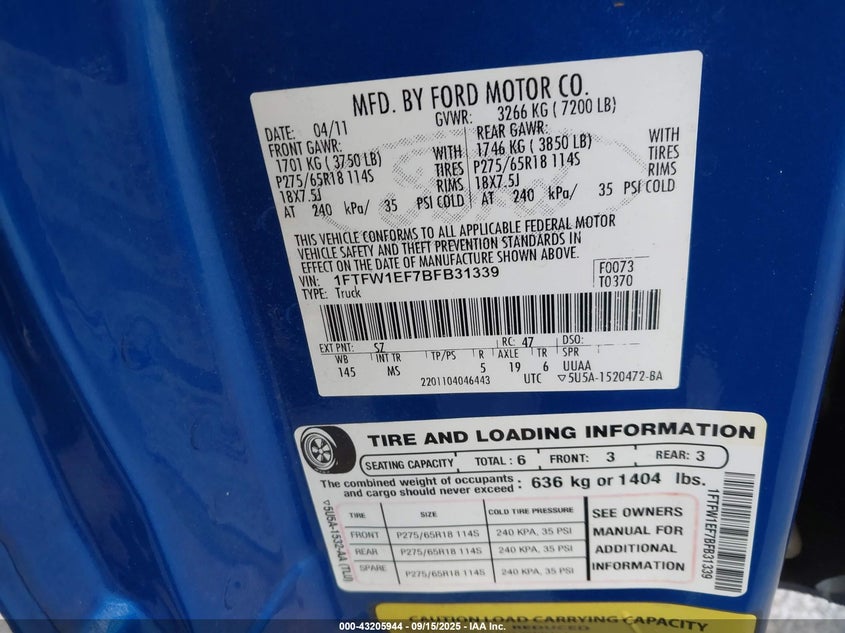 MFD. BY FORD MOTOR CO.
DATE: 04/11
GVWR: 3266 KG ( 7200 LB)
FRONT GAWR:
1701 KG ( 3750 LB)
P275/65R18 114S
18X7.5J
AT 240 kPa/ 35 PSI COLD
WITH
TIRES
RIMS
REAR GAWR:
1746 KG ( 3850 LB)
P275/65R18 114S
18X7.5J
AT 240 kPa/ 35 PSI COLD
WITH
TIRES
RIMS
THIS VEHICLE CONFORMS TO ALL APPLICABLE FEDERAL MOTOR
VEHICLE SAFETY AND THEFT PREVENTION STANDARDS IN
EFFECT ON THE DATE OF MANUFACTURE SHOWN ABOVE.
VIN: 1FTFW1EF7BFB31339
TYPE: Truck
F0073
T0370
EXT PNT: SZ RC: 47 DSO:
WB INT TR TP/PS R AXLE TR SPR
145 MS 5 19 6 UUAA
2201104046443 UTC ▽5U5A-1520472-BA
TIRE AND LOADING INFORMATION
SEATING CAPACITY TOTAL: 6 FRONT: 3 REAR: 3
The combined weight of occupants
and cargo should never exceed : 636 kg or 1404 lbs.
TIRE SIZE COLD TIRE PRESSURE
FRONT P275/65R18 114S 240 KPA, 35 PSI
REAR P275/65R18 114S 240 KPA, 35 PSI
SPARE P275/65R18 114S 240 KPA, 35 PSI
SEE OWNERS
MANUAL FOR
ADDITIONAL
INFORMATION
▽5U5A-1532-AA (TLI)
1FTFW1EF7BFB31339
CAUTION LOAD CARRYING CAPACITY
REDUCED
000-43205944 - 09/15/2025 - IAA Inc.